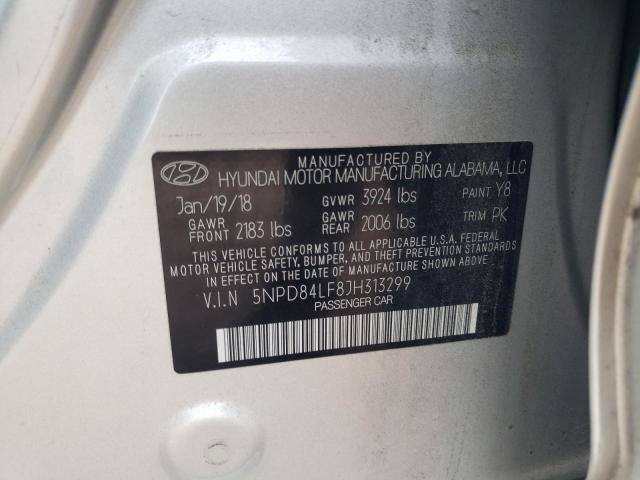 MANUFACTURED BY
HYUNDAI MOTOR MANUFACTURING ALABAMA, LLC
Jan/19/18 GVWR 3924 lbs PAINT Y8
GAWR FRONT 2183 lbs GAWR REAR 2006 lbs TRIM PK
THIS VEHICLE CONFORMS TO ALL APPLICABLE U.S.A. FEDERAL
MOTOR VEHICLE SAFETY, BUMPER, AND THEFT PREVENTION STANDARDS
IN EFFECT ON THE DATE OF MANUFACTURE SHOWN ABOVE
V.I.N 5NPD84LF8JH313299
PASSENGER CAR